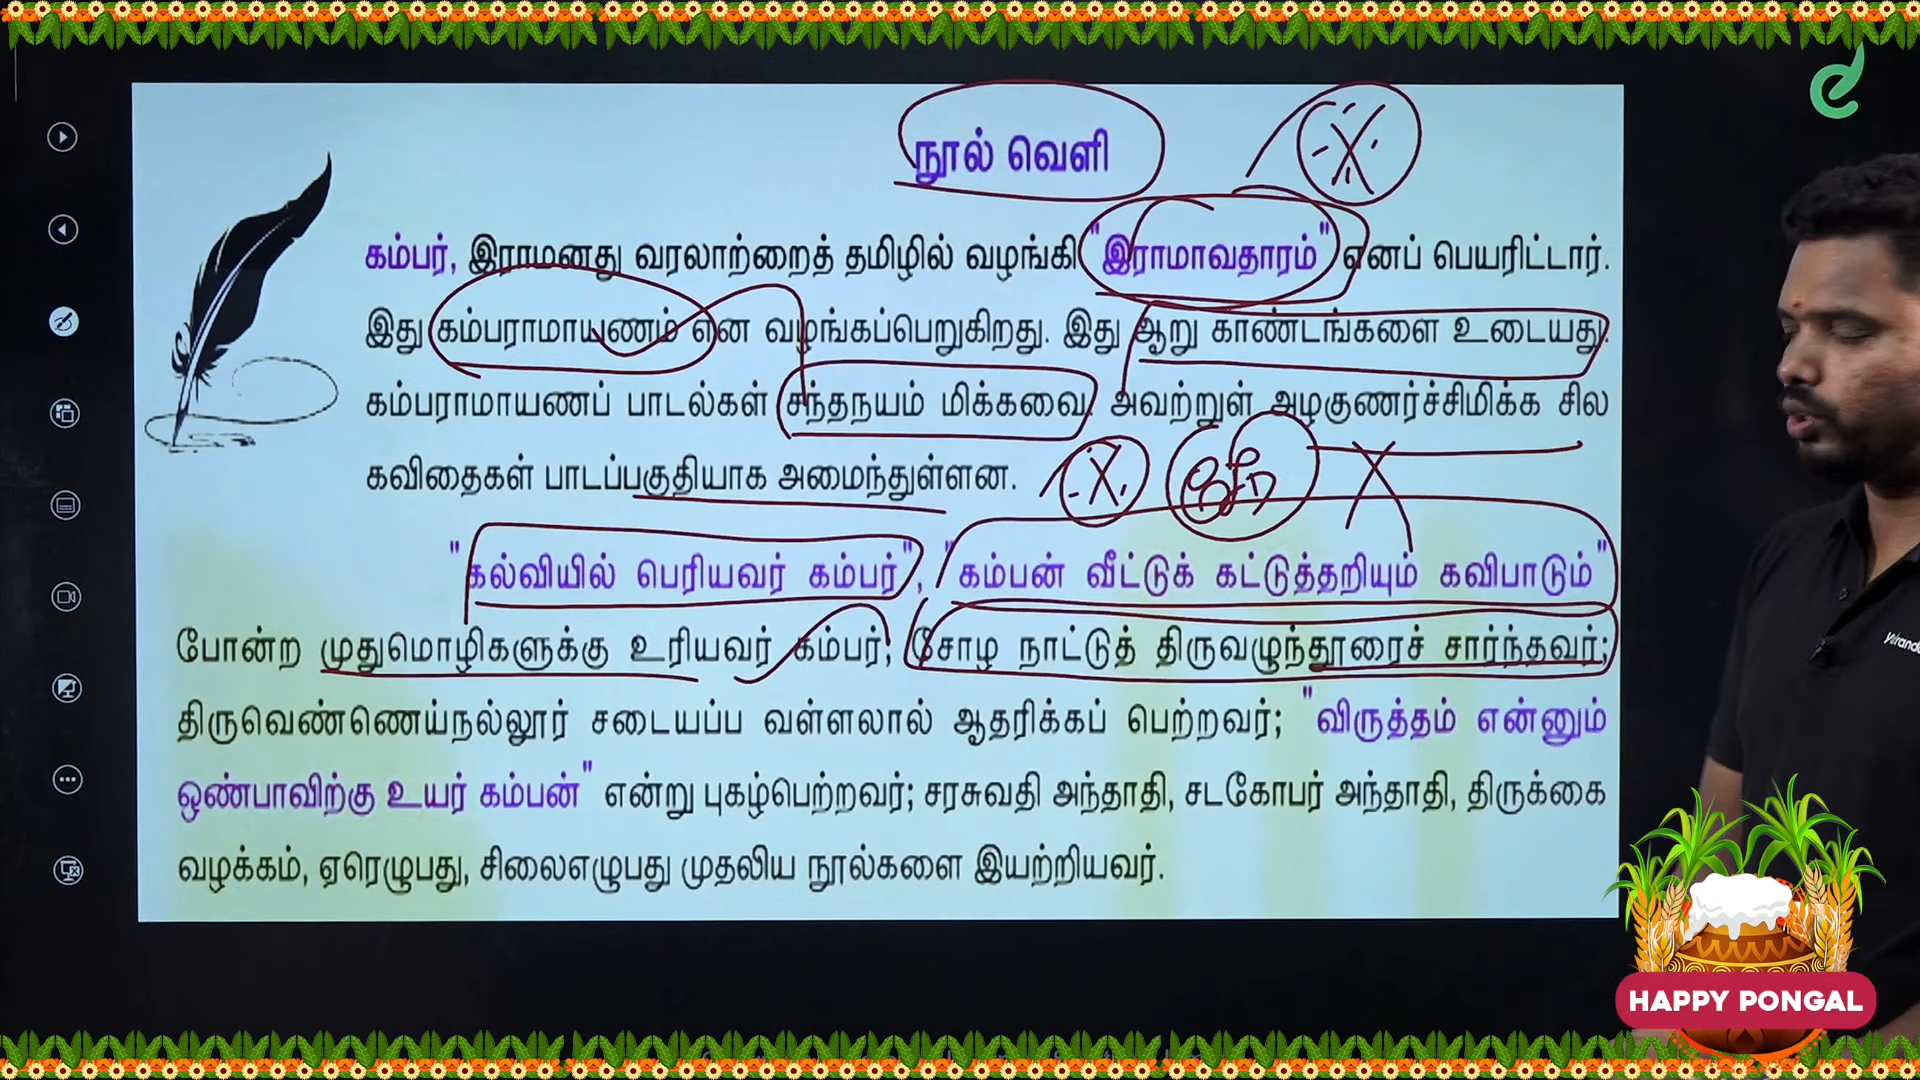 நூல் வெளி
கம்பர், இராமனது வரலாற்றைத் தமிழில் வழங்கி "இராமாவதாரம்" எனப் பெயரிட்டார்.
இது கம்பராமாயணம் என வழங்கப்பெறுகிறது. இது ஆறு காண்டங்களை உடையது.
கம்பராமாயணப் பாடல்கள் சந்தநயம் மிக்கவை. அவற்றுள் அழகுணர்ச்சிமிக்க சில
கவிதைகள் பாடப்பகுதியாக அமைந்துள்ளன.
"கல்வியில் பெரியவர் கம்பர்", "கம்பன் வீட்டுக் கட்டுத்தறியும் கவிபாடும்"
போன்ற முதுமொழிகளுக்கு உரியவர் கம்பர்; சோழ நாட்டுத் திருவழுந்தூரைச் சார்ந்தவர்;
திருவெண்ணெய்நல்லூர் சடையப்ப வள்ளலால் ஆதரிக்கப் பெற்றவர்; "விருத்தம் என்னும்
ஒண்பாவிற்கு உயர் கம்பன்" என்று புகழ்பெற்றவர்; சரசுவதி அந்தாதி, சடகோபர் அந்தாதி, திருக்கை
வழக்கம், ஏரெழுபது, சிலைஎழுபது முதலிய நூல்களை இயற்றியவர்.
HAPPY PONGAL